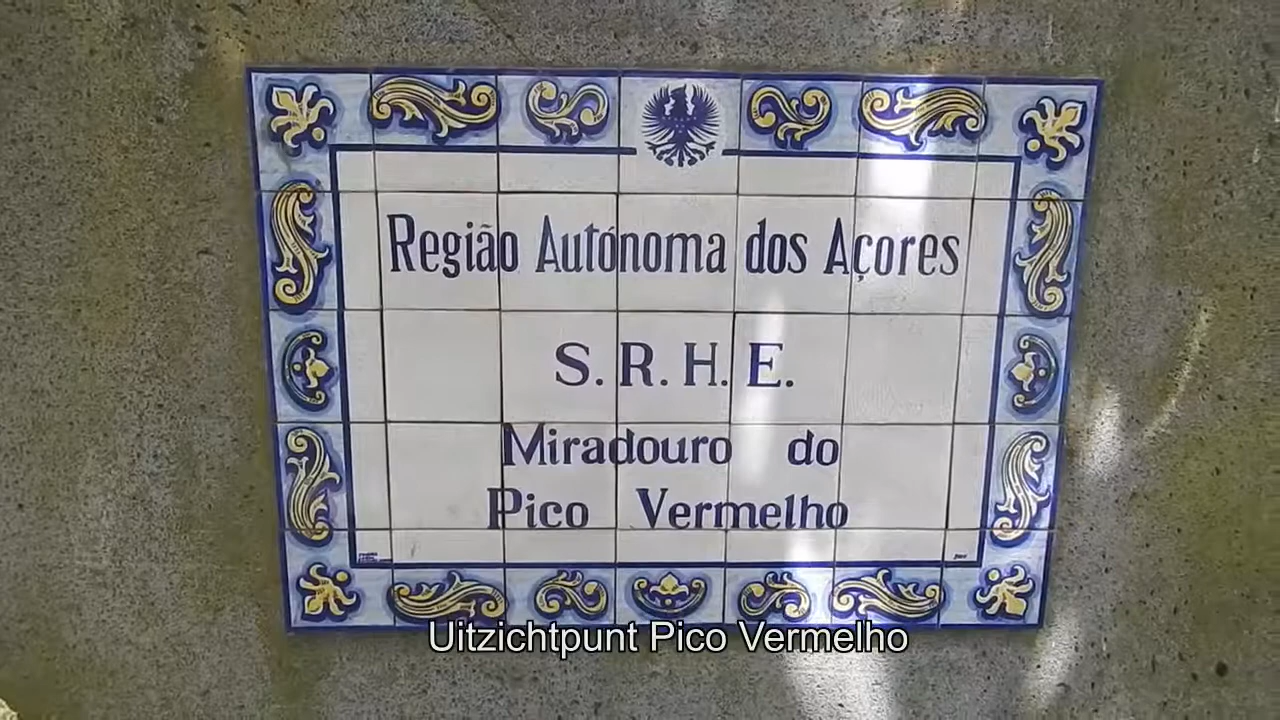 Região Autónoma dos Açores
S. R. H. E.
Miradouro do
Pico Vermelho
Uitzichtpunt Pico Vermelho